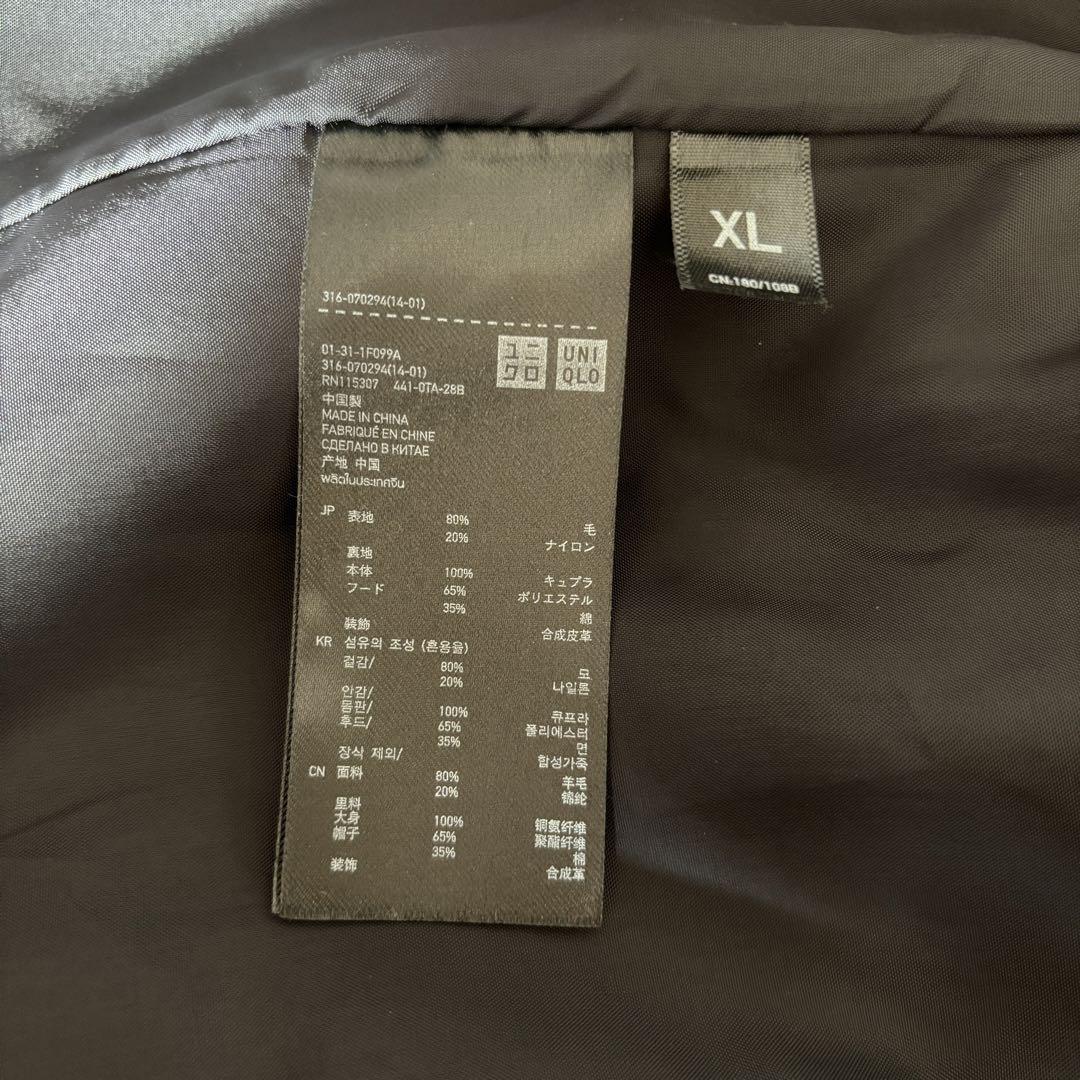 316-070294(14-01)
01-31-1F099A
316-070294(14-01)
RN115307 441-0TA-28B
ユニ
クロ
UNI
QLO
中国製
MADE IN CHINA
FABRIQUÉ EN CHINE
СДЕЛАНО В КИТАЕ
产地 中国
ผลิตในประเทศจีน
JP 表地 80% 毛
20% ナイロン
裏地
本体 100% キュプラ
フード 65% ポリエステル
35% 綿
装飾 合成皮革
KR 섬유의 조성 (혼용율)
겉감/ 80% 모
20% 나일론
안감/
몸판/ 100% 큐프라
후드/ 65% 폴리에스터
35% 면
장식 제외/ 합성가죽
CN 面料 80% 羊毛
20% 锦纶
里料
大身 100% 铜氨纤维
帽子 65% 聚酯纤维
35% 棉
装饰 合成革
XL
CN:180/108B